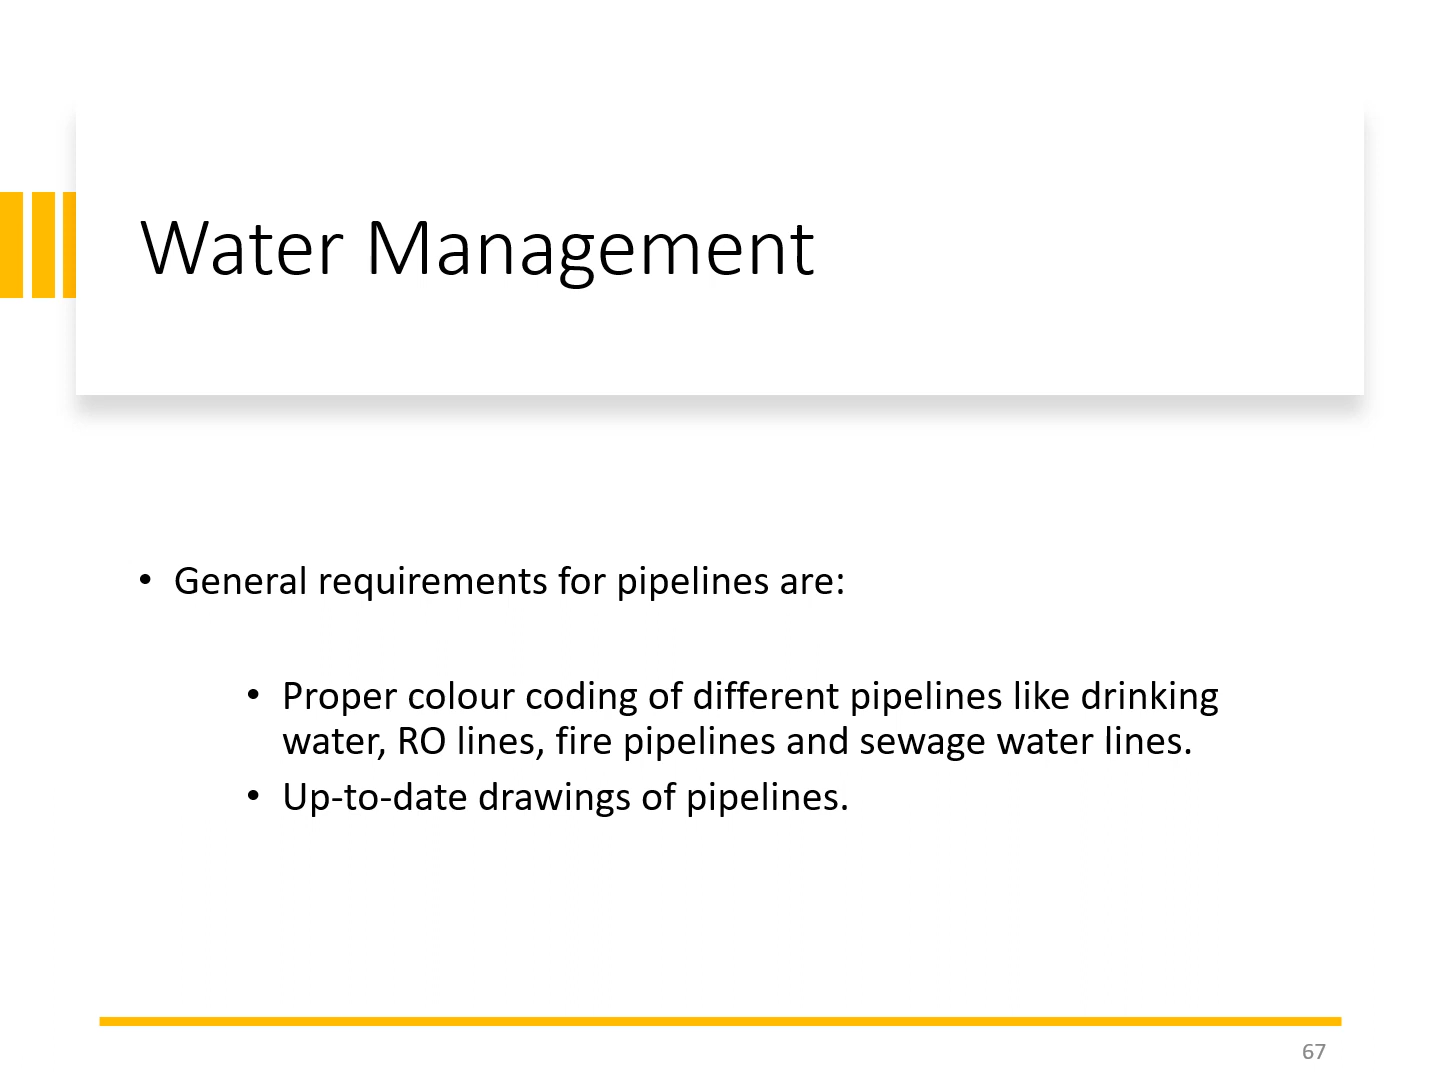 Water Management
• General requirements for pipelines are:
• Proper colour coding of different pipelines like drinking
water, RO lines, fire pipelines and sewage water lines.
• Up-to-date drawings of pipelines.
67